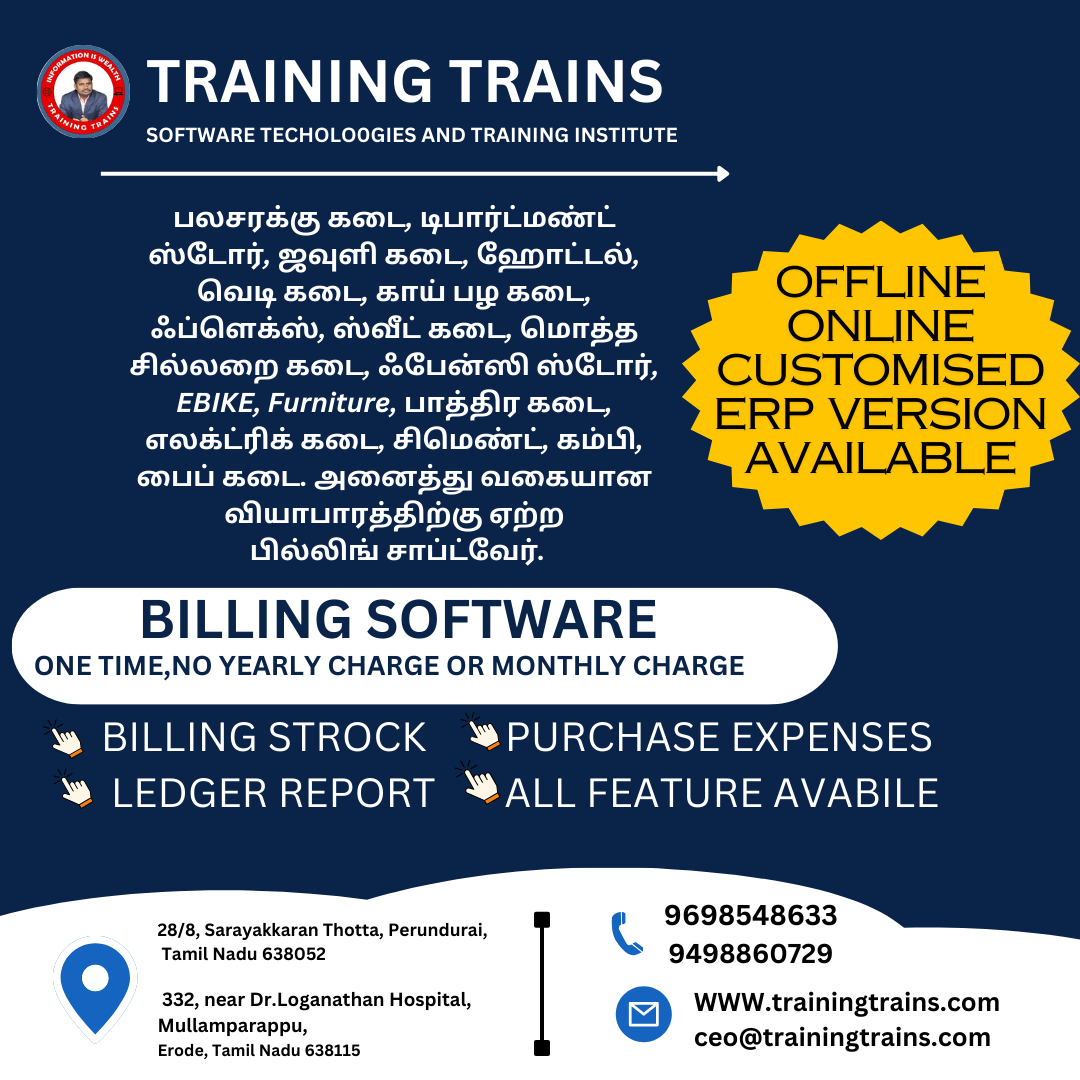 INFORMATION IS WEALTH
TRAINING TRAINS
TRAINING TRAINS
SOFTWARE TECHOLO0GIES AND TRAINING INSTITUTE
பலசரக்கு கடை, டிபார்ட்மண்ட்
ஸ்டோர், ஜவுளி கடை, ஹோட்டல்,
வெடி கடை, காய் பழ கடை,
ஃப்ளெக்ஸ், ஸ்வீட் கடை, மொத்த
சில்லறை கடை, ஃபேன்ஸி ஸ்டோர்,
EBIKE, Furniture, பாத்திர கடை,
எலக்ட்ரிக் கடை, சிமெண்ட், கம்பி,
பைப் கடை. அனைத்து வகையான
வியாபாரத்திற்கு ஏற்ற
பில்லிங் சாப்ட்வேர்.
OFFLINE
ONLINE
CUSTOMISED
ERP VERSION
AVAILABLE
BILLING SOFTWARE
ONE TIME,NO YEARLY CHARGE OR MONTHLY CHARGE
BILLING STROCK
PURCHASE EXPENSES
LEDGER REPORT
ALL FEATURE AVABILE
28/8, Sarayakkaran Thotta, Perundurai,
Tamil Nadu 638052
332, near Dr.Loganathan Hospital,
Mullamparappu,
Erode, Tamil Nadu 638115
9698548633
9498860729
WWW.trainingtrains.com
ceo@trainingtrains.com